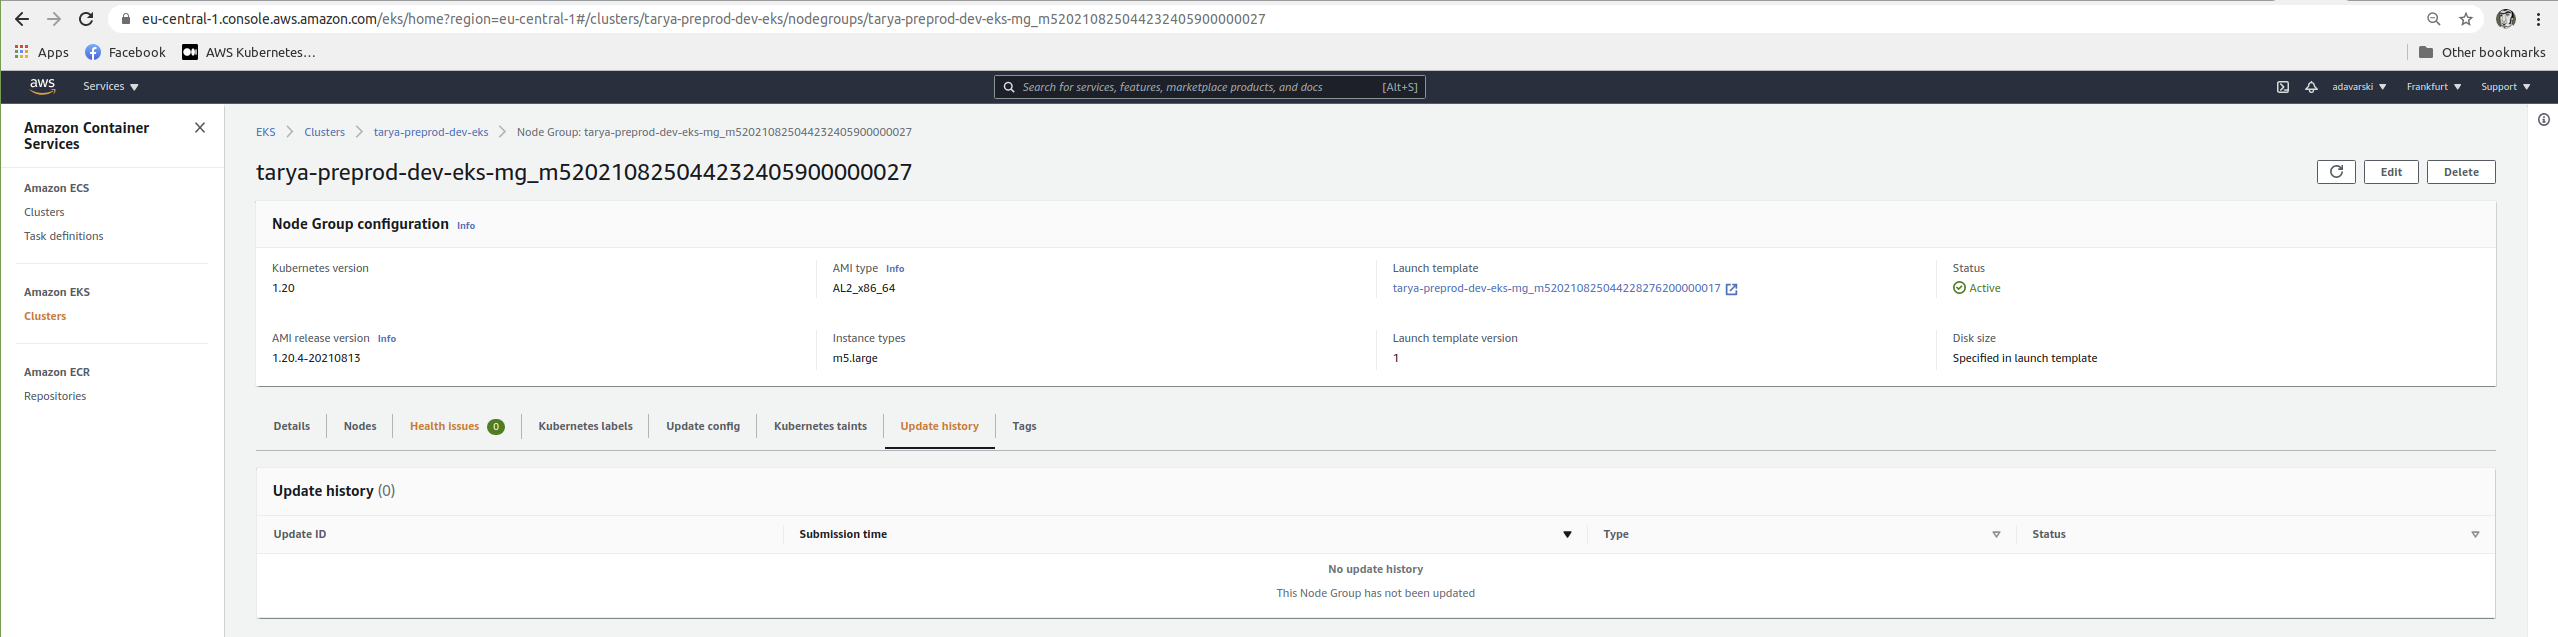 eu-central-1.console.aws.amazon.com/eks/home?region=eu-central-1#/clusters/tarya-preprod-dev-eks/nodegroups/tarya-preprod-dev-eks-mg_m520210825044232405900000027
Apps Facebook AWS Kubernetes... Other bookmarks
aws Services Search for services, features, marketplace products, and docs [Alt+S] adavarski Frankfurt Support
Amazon Container Services
Amazon ECS
Clusters
Task definitions
Amazon EKS
Clusters
Amazon ECR
Repositories
EKS Clusters tarya-preprod-dev-eks Node Group: tarya-preprod-dev-eks-mg_m520210825044232405900000027
tarya-preprod-dev-eks-mg_m520210825044232405900000027 Edit Delete
Node Group configuration Info
Kubernetes version AMI type Info Launch template Status
1.20 AL2_x86_64 tarya-preprod-dev-eks-mg_m520210825044228276200000017 Active
AMI release version Info Instance types Launch template version Disk size
1.20.4-20210813 m5.large 1 Specified in launch template
Details Nodes Health issues 0 Kubernetes labels Update config Kubernetes taints Update history Tags
Update history (0)
Update ID Submission time Type Status
No update history
This Node Group has not been updated